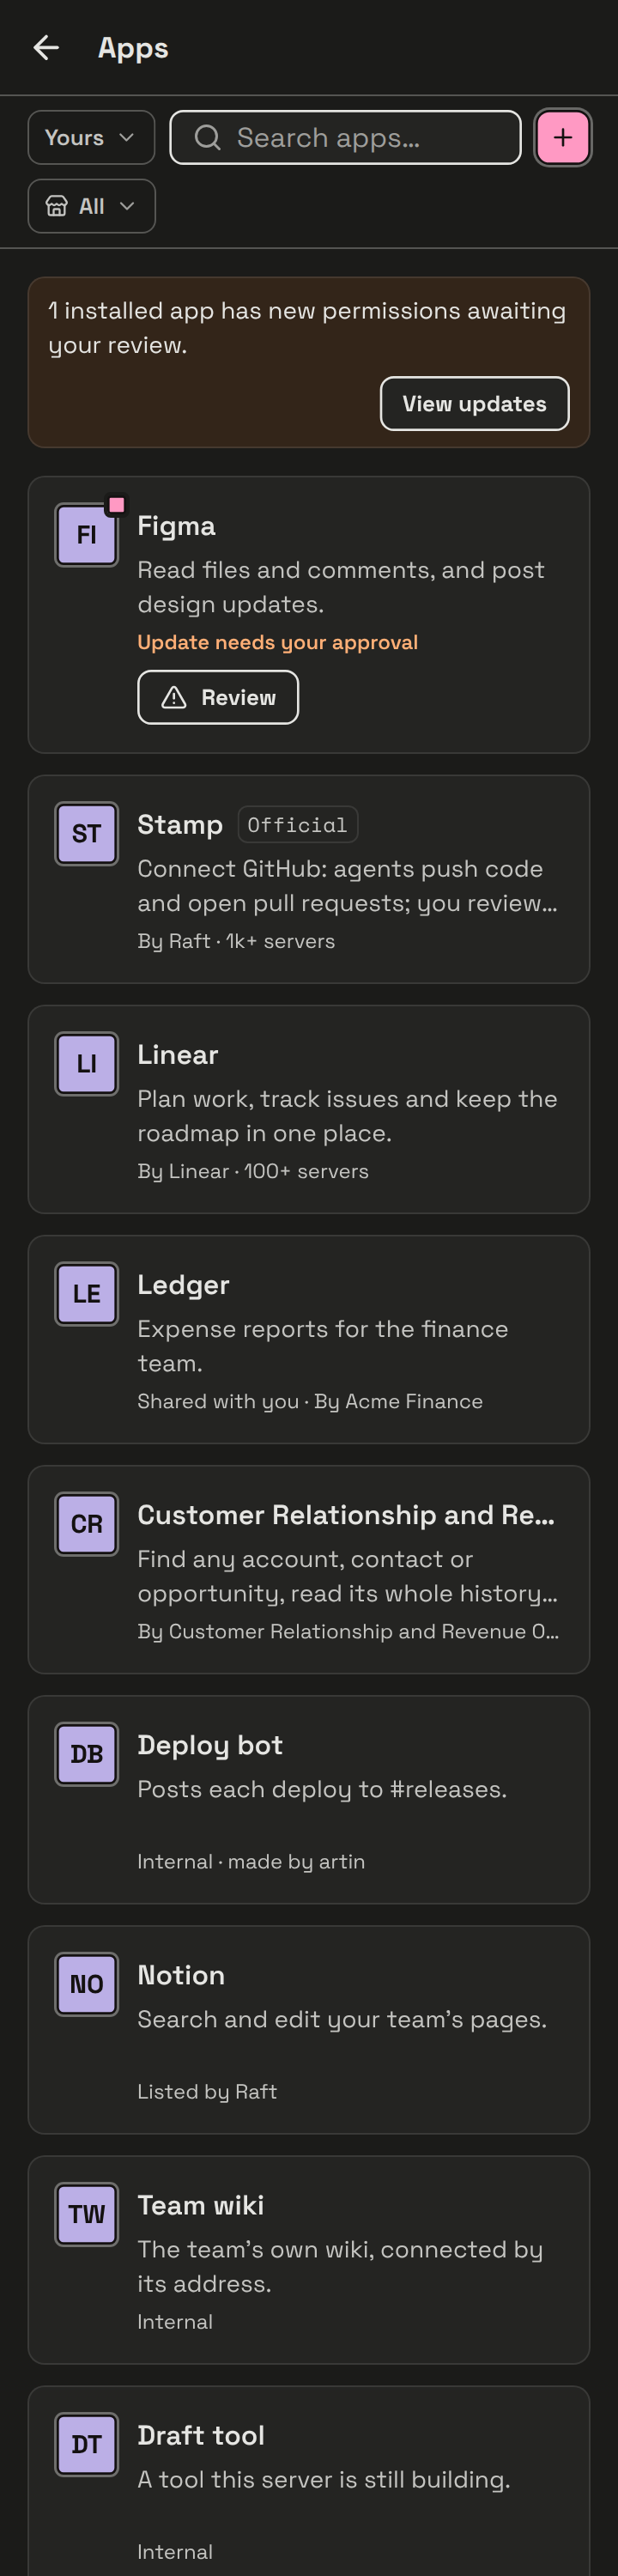 Apps
Yours
Search apps...
+
All
1 installed app has new permissions awaiting
your review.
View updates
FI
Figma
Read files and comments, and post
design updates.
Update needs your approval
Review
ST
Stamp
Official
Connect GitHub: agents push code
and open pull requests; you review...
By Raft · 1k+ servers
LI
Linear
Plan work, track issues and keep the
roadmap in one place.
By Linear · 100+ servers
LE
Ledger
Expense reports for the finance
team.
Shared with you · By Acme Finance
CR
Customer Relationship and Re...
Find any account, contact or
opportunity, read its whole history...
By Customer Relationship and Revenue O...
DB
Deploy bot
Posts each deploy to #releases.
Internal · made by artin
NO
Notion
Search and edit your team's pages.
Listed by Raft
TW
Team wiki
The team's own wiki, connected by
its address.
Internal
DT
Draft tool
A tool this server is still building.
Internal